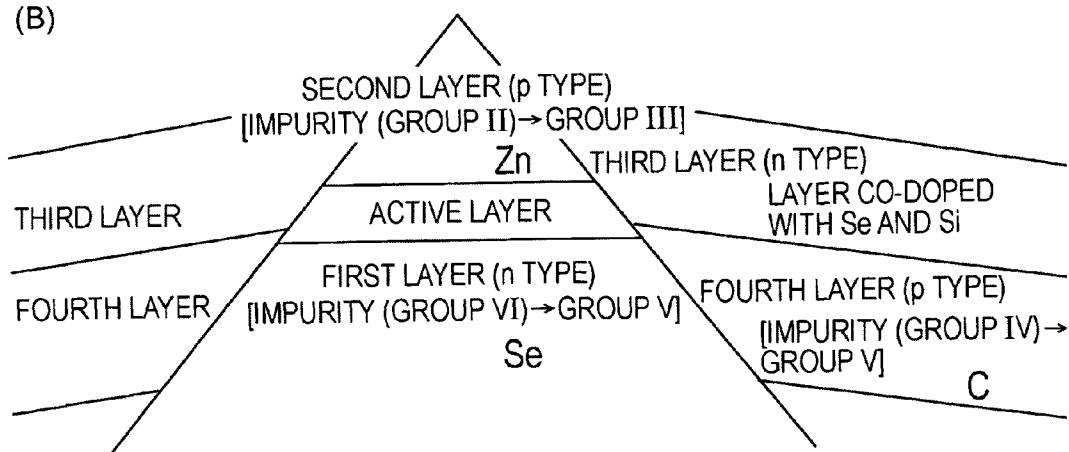 (B)
SECOND LAYER (p TYPE)
[IMPURITY (GROUP II)→GROUP III]
Zn
THIRD LAYER (n TYPE)
LAYER CO-DOPED
WITH Se AND Si
THIRD LAYER
ACTIVE LAYER
FIRST LAYER (n TYPE)
[IMPURITY (GROUP VI)→GROUP V]
Se
FOURTH LAYER
FOURTH LAYER (p TYPE)
[IMPURITY (GROUP IV)→
GROUP V]
C